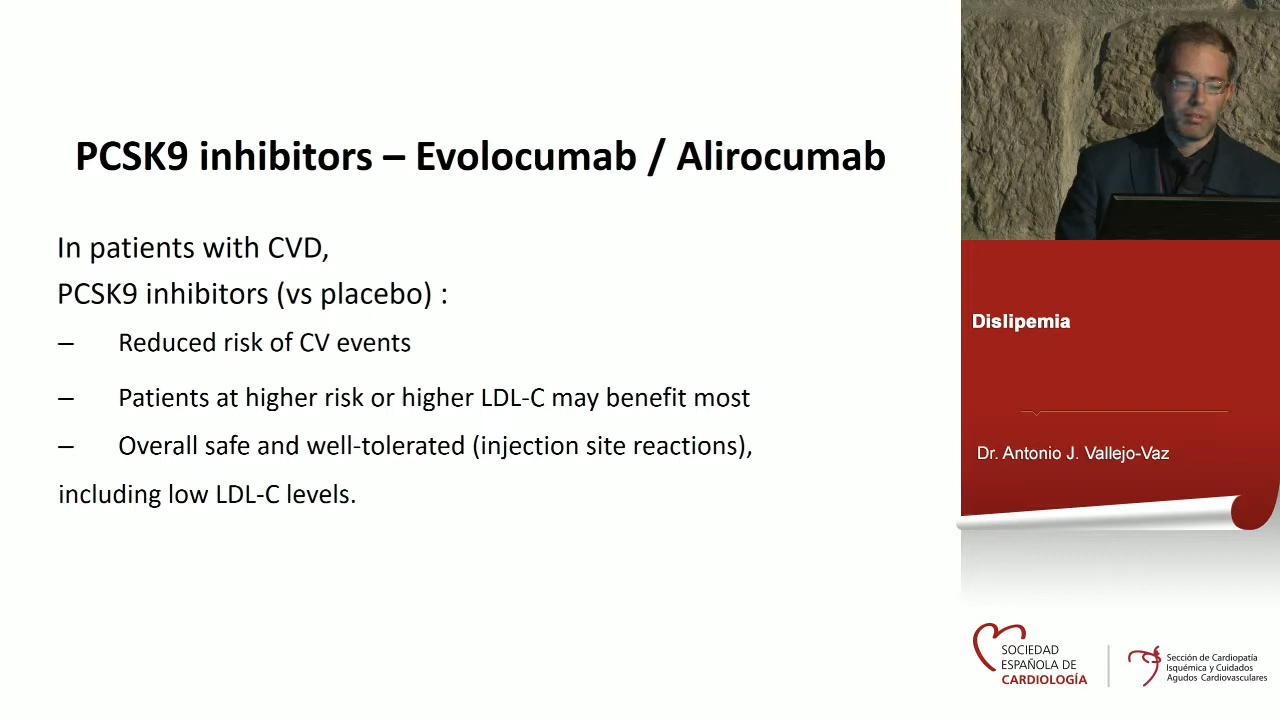 PCSK9 inhibitors – Evolocumab / Alirocumab
In patients with CVD,
PCSK9 inhibitors (vs placebo) :
– Reduced risk of CV events
– Patients at higher risk or higher LDL-C may benefit most
– Overall safe and well-tolerated (injection site reactions),
including low LDL-C levels.
Dislipemia
Dr. Antonio J. Vallejo-Vaz
SOCIEDAD
ESPAÑOLA DE
CARDIOLOGÍA
Sección de Cardiopatía
Isquémica y Cuidados
Agudos Cardiovasculares